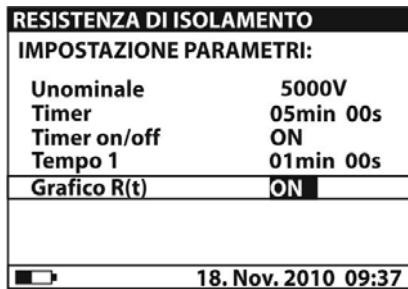 RESISTENZA DI ISOLAMENTO
IMPOSTAZIONE PARAMETRI:
Unominale 5000V
Timer 05min 00s
Timer on/off ON
Tempo 1 01min 00s
Grafico R(t) ON
18. Nov. 2010 09:37